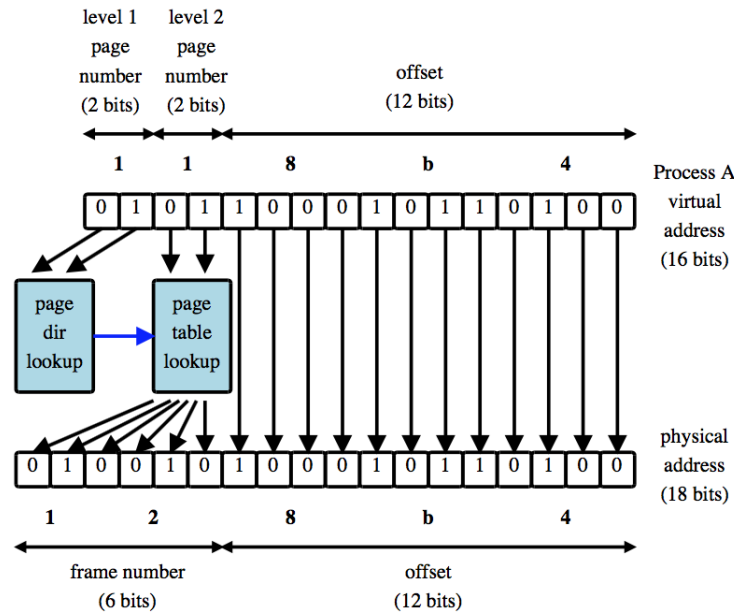 level 1
page
number
(2 bits)
level 2
page
number
(2 bits)
offset
(12 bits)
1 1 8 b 4
0 1 0 1 1 0 0 0 1 0 1 1 0 1 0 0
Process A
virtual
address
(16 bits)
page
dir
lookup
page
table
lookup
0 1 0 0 1 0 1 0 0 0 1 0 1 1 0 1 0 0
physical
address
(18 bits)
1 2 8 b 4
frame number
(6 bits)
offset
(12 bits)